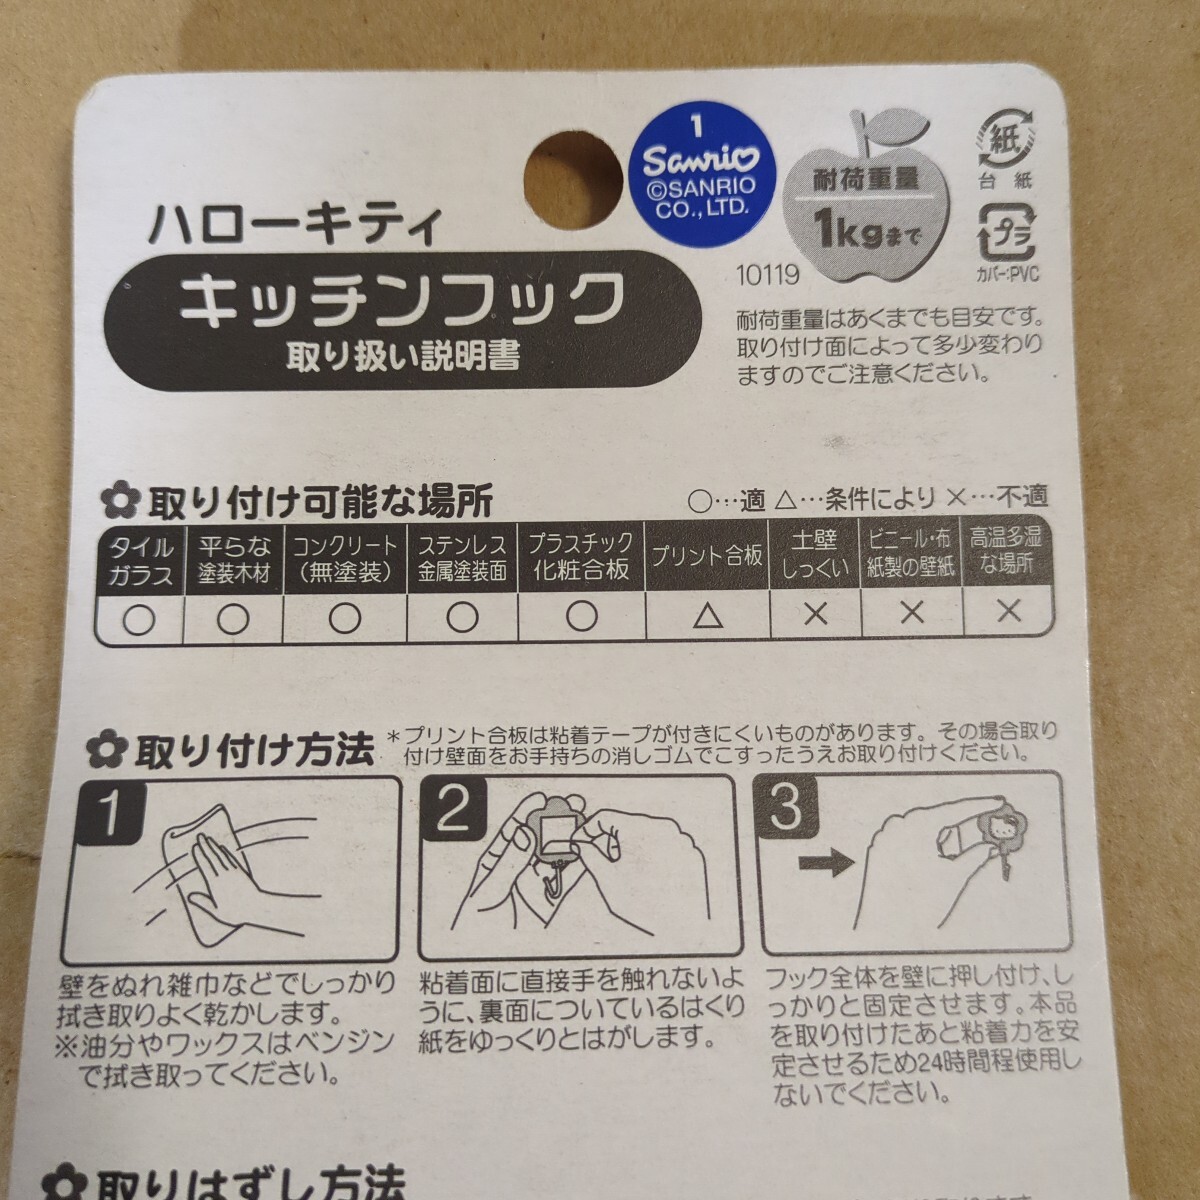 1
Sanrio
©SANRIO
CO., LTD.
耐荷重量
1kgまで
紙
台紙
プラ
カバー:PVC
10119
ハローキティ
キッチンフック
取り扱い説明書
耐荷重量はあくまでも目安です。
取り付け面によって多少変わり
ますのでご注意ください。
取り付け可能な場所
○…適 △…条件により ×…不適
タイル
ガラス
平らな
塗装木材
コンクリート
(無塗装)
ステンレス
金属塗装面
プラスチック
化粧合板
プリント合板
土壁
しっくい
ビニール・布
紙製の壁紙
高温多湿
な場所
○ ○ ○ ○ ○ △ × × ×
取り付け方法
*プリント合板は粘着テープが付きにくいものがあります。その場合取り
付け壁面をお手持ちの消しゴムでこすったうえお取り付けください。
1
2
3
壁をぬれ雑巾などでしっかり
拭き取りよく乾かします。
※油分やワックスはベンジン
で拭き取ってください。
粘着面に直接手を触れないよ
うに、裏面についているはくり
紙をゆっくりとはがします。
フック全体を壁に押し付け、し
っかりと固定させます。本品
を取り付けたあと粘着力を安
定させるため24時間程使用し
ないでください。
取りはずし方法